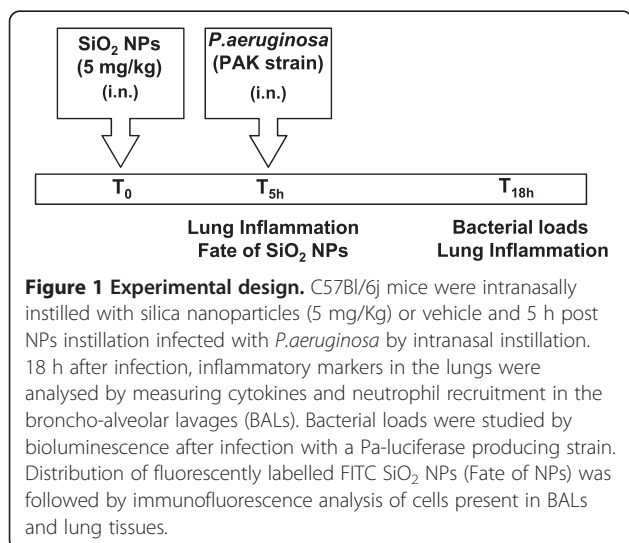 SiO₂ NPs
(5 mg/kg)
(i.n.)
P.aeruginosa
(PAK strain)
(i.n.)
T₀ T₅ₕ T₁₈ₕ
Lung Inflammation Bacterial loads
Fate of SiO₂ NPs Lung Inflammation
Figure 1 Experimental design. C57Bl/6j mice were intranasally
instilled with silica nanoparticles (5 mg/Kg) or vehicle and 5 h post
NPs instillation infected with P.aeruginosa by intranasal instillation.
18 h after infection, inflammatory markers in the lungs were
analysed by measuring cytokines and neutrophil recruitment in the
broncho-alveolar lavages (BALs). Bacterial loads were studied by
bioluminescence after infection with a Pa-luciferase producing strain.
Distribution of fluorescently labelled FITC SiO₂ NPs (Fate of NPs) was
followed by immunofluorescence analysis of cells present in BALs
and lung tissues.